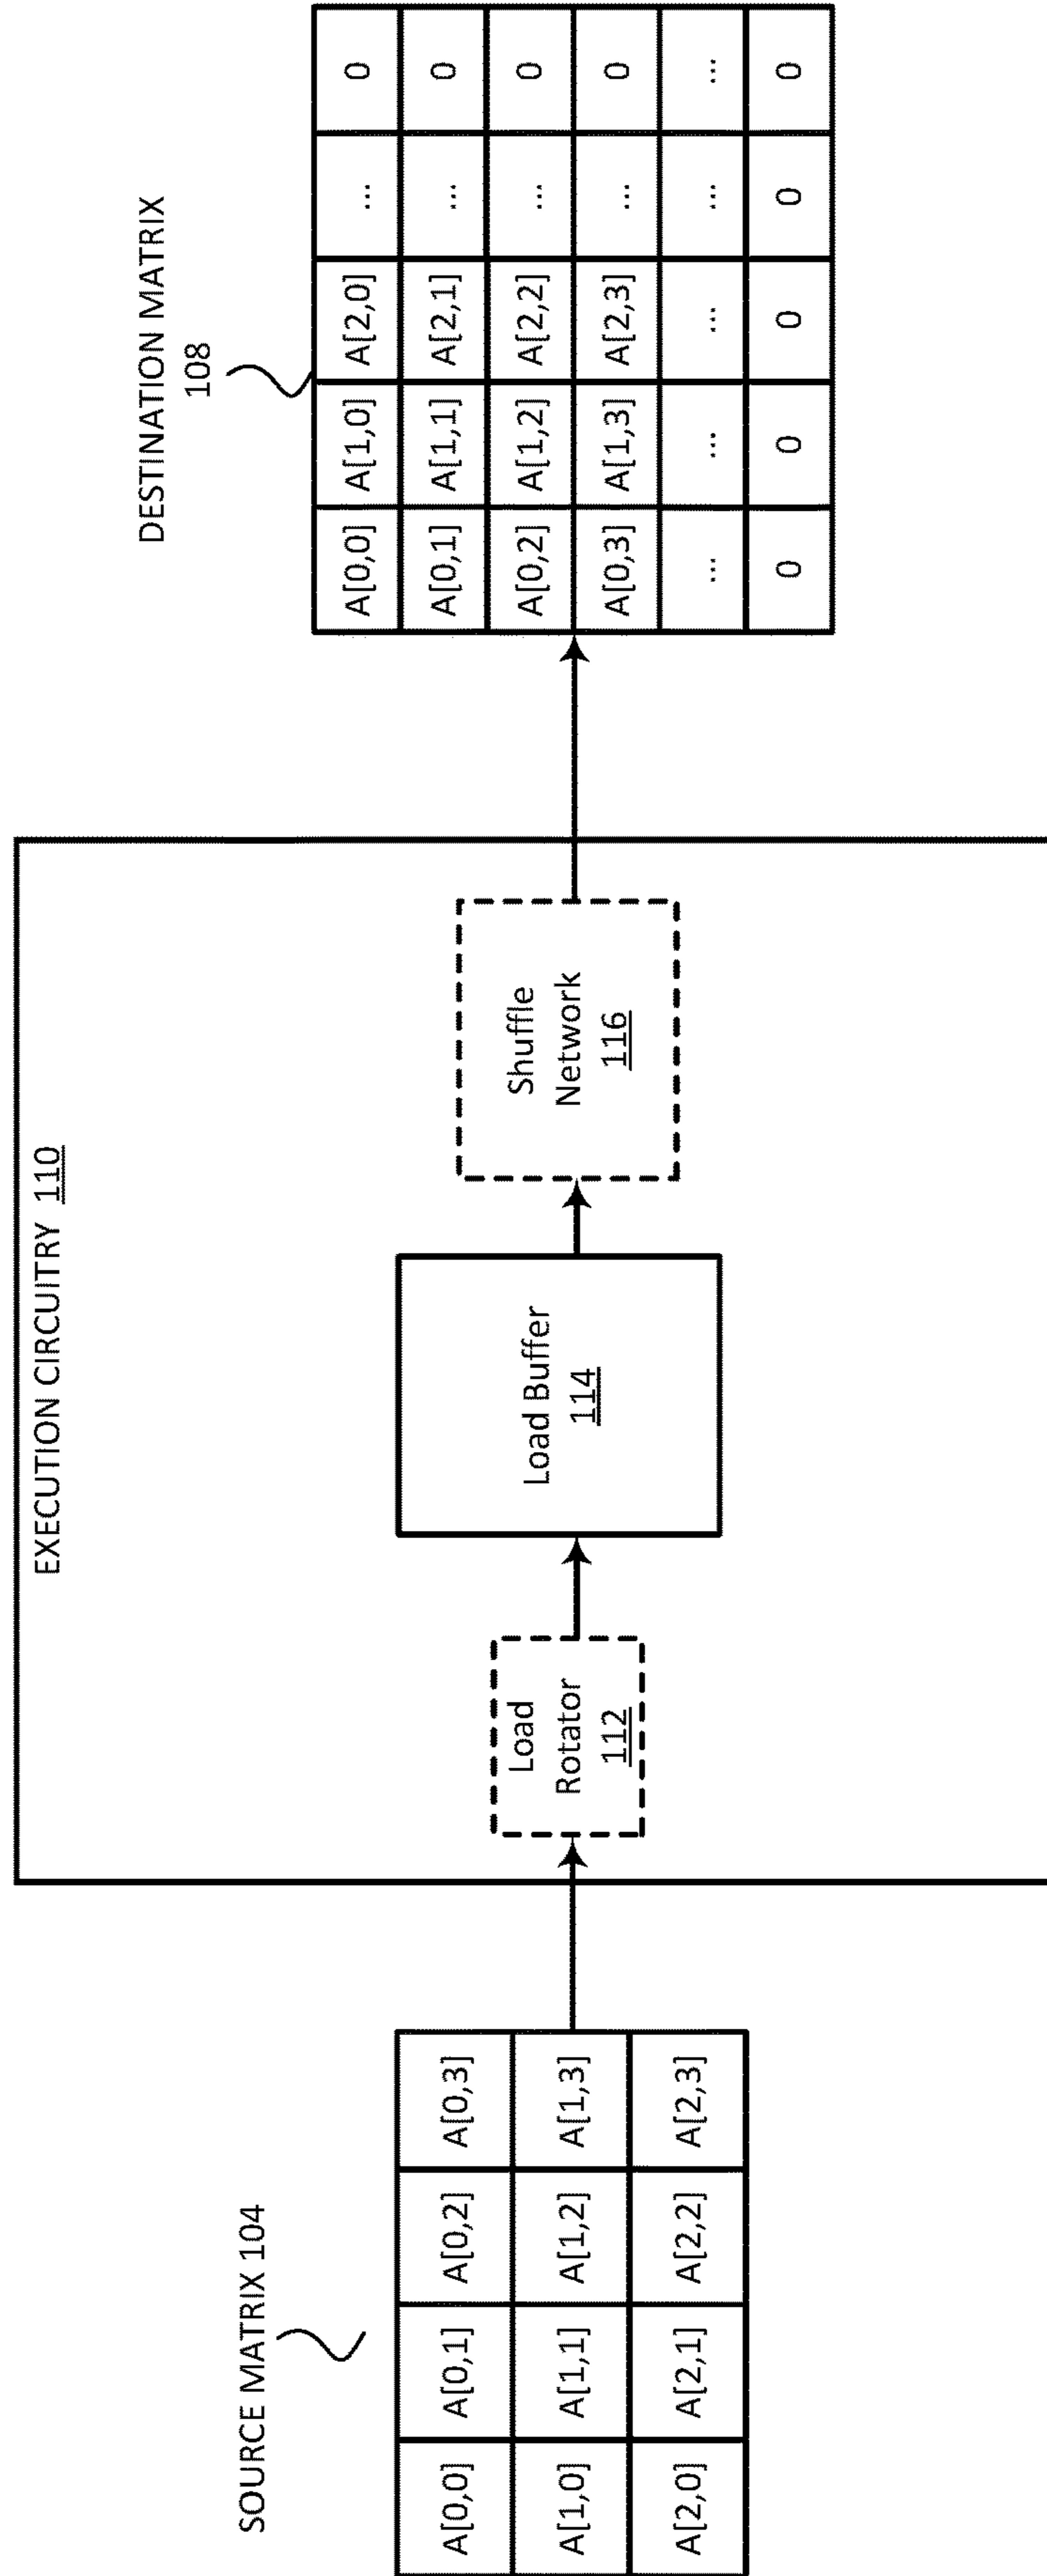 SOURCE MATRIX 104
A[0,0] A[0,1] A[0,2] A[0,3]
A[1,0] A[1,1] A[1,2] A[1,3]
A[2,0] A[2,1] A[2,2] A[2,3]
EXECUTION CIRCUITRY 110
Load
Rotator
112
Load Buffer
114
Shuffle
Network
116
DESTINATION MATRIX
108
A[0,0] A[1,0] A[2,0] ... 0
A[0,1] A[1,1] A[2,1] ... 0
A[0,2] A[1,2] A[2,2] ... 0
A[0,3] A[1,3] A[2,3] ... 0
... ... ... ... ...
0 0 0 0 0